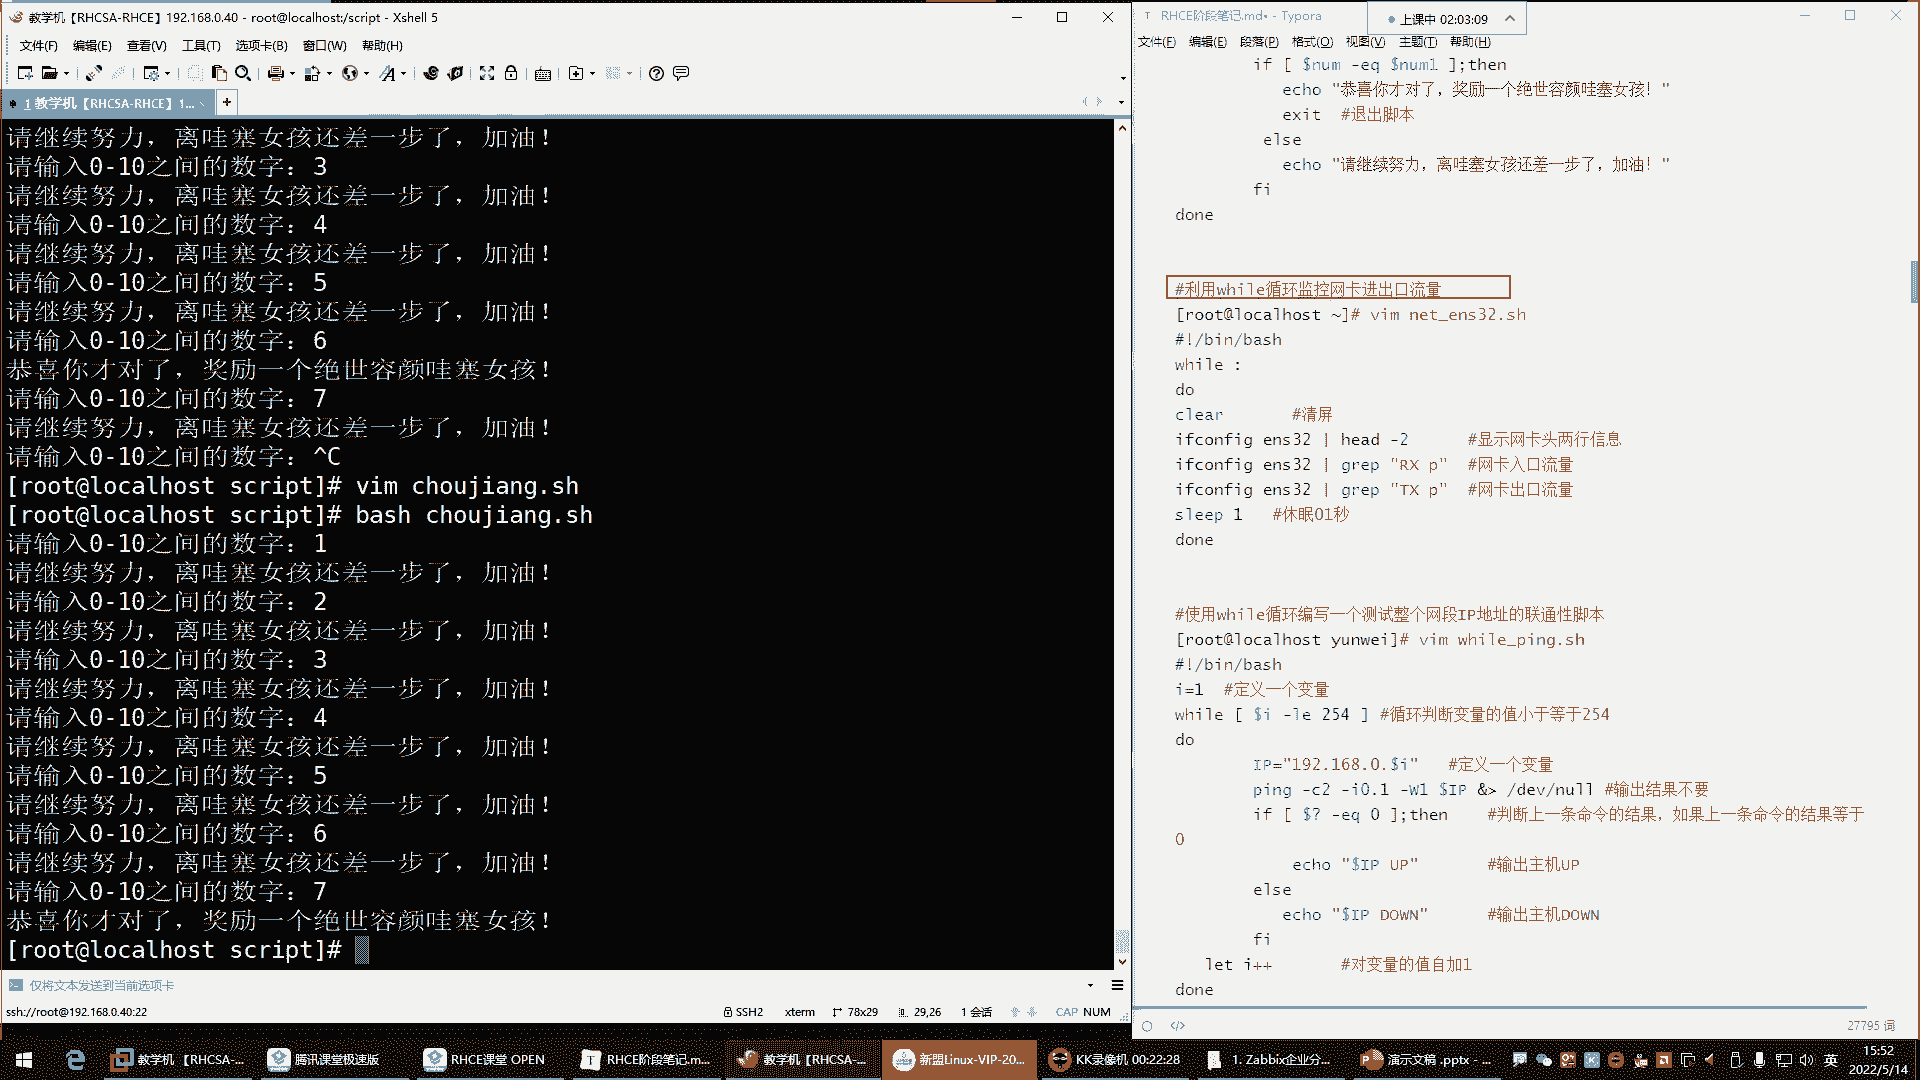 教学机【RHCSA-RHCE】192.168.0.40 - root@localhost:/script - Xshell 5
文件(F) 编辑(E) 查看(V) 工具(T) 选项卡(B) 窗口(W) 帮助(H)
1 教学机【RHCSA-RHCE】1...
请继续努力，离哇塞女孩还差一步了，加油！
请输入0-10之间的数字：3
请继续努力，离哇塞女孩还差一步了，加油！
请输入0-10之间的数字：4
请继续努力，离哇塞女孩还差一步了，加油！
请输入0-10之间的数字：5
请继续努力，离哇塞女孩还差一步了，加油！
请输入0-10之间的数字：6
恭喜你才对了，奖励一个绝世容颜哇塞女孩！
请输入0-10之间的数字：7
请继续努力，离哇塞女孩还差一步了，加油！
请输入0-10之间的数字：^C
[root@localhost script]# vim choujiang.sh
[root@localhost script]# bash choujiang.sh
请输入0-10之间的数字：1
请继续努力，离哇塞女孩还差一步了，加油！
请输入0-10之间的数字：2
请继续努力，离哇塞女孩还差一步了，加油！
请输入0-10之间的数字：3
请继续努力，离哇塞女孩还差一步了，加油！
请输入0-10之间的数字：4
请继续努力，离哇塞女孩还差一步了，加油！
请输入0-10之间的数字：5
请继续努力，离哇塞女孩还差一步了，加油！
请输入0-10之间的数字：6
请继续努力，离哇塞女孩还差一步了，加油！
请输入0-10之间的数字：7
恭喜你才对了，奖励一个绝世容颜哇塞女孩！
[root@localhost script]#
仅将文本发送到当前选项卡
ssh://root@192.168.0.40:22 SSH2 xterm 78x29 29,26 1 会话 CAP NUM
RHCE阶段笔记.md• - Typora
上课中 02:03:09
文件(F) 编辑(E) 段落(P) 格式(O) 视图(V) 主题(T) 帮助(H)
if [ $num -eq $num1 ];then
echo "恭喜你才对了，奖励一个绝世容颜哇塞女孩！"
exit #退出脚本
else
echo "请继续努力，离哇塞女孩还差一步了，加油！"
fi
done
#利用while循环监控网卡进出口流量
[root@localhost ~]# vim net_ens32.sh
#!/bin/bash
while :
do
clear #清屏
ifconfig ens32 | head -2 #显示网卡头两行信息
ifconfig ens32 | grep "RX p" #网卡入口流量
ifconfig ens32 | grep "TX p" #网卡出口流量
sleep 1 #休眠01秒
done
#使用while循环编写一个测试整个网段IP地址的联通性脚本
[root@localhost yunwei]# vim while_ping.sh
#!/bin/bash
i=1 #定义一个变量
while [ $i -le 254 ] #循环判断变量的值小于等于254
do
IP="192.168.0.$i" #定义一个变量
ping -c2 -i0.1 -W1 $IP &> /dev/null #输出结果不要
if [ $? -eq 0 ];then #判断上一条命令的结果，如果上一条命令的结果等于
0
echo "$IP UP" #输出主机UP
else
echo "$IP DOWN" #输出主机DOWN
fi
let i++ #对变量的值自加1
done
27795 词
教学机 【RHCSA-... 腾讯课堂极速版 RHCE课堂 OPEN RHCE阶段笔记.m... 教学机【RHCSA-... 新盟Linux-VIP-20... KK录像机 00:22:28 1. Zabbix企业分... 演示文稿 .pptx - ... 英 15:52
2022/5/14